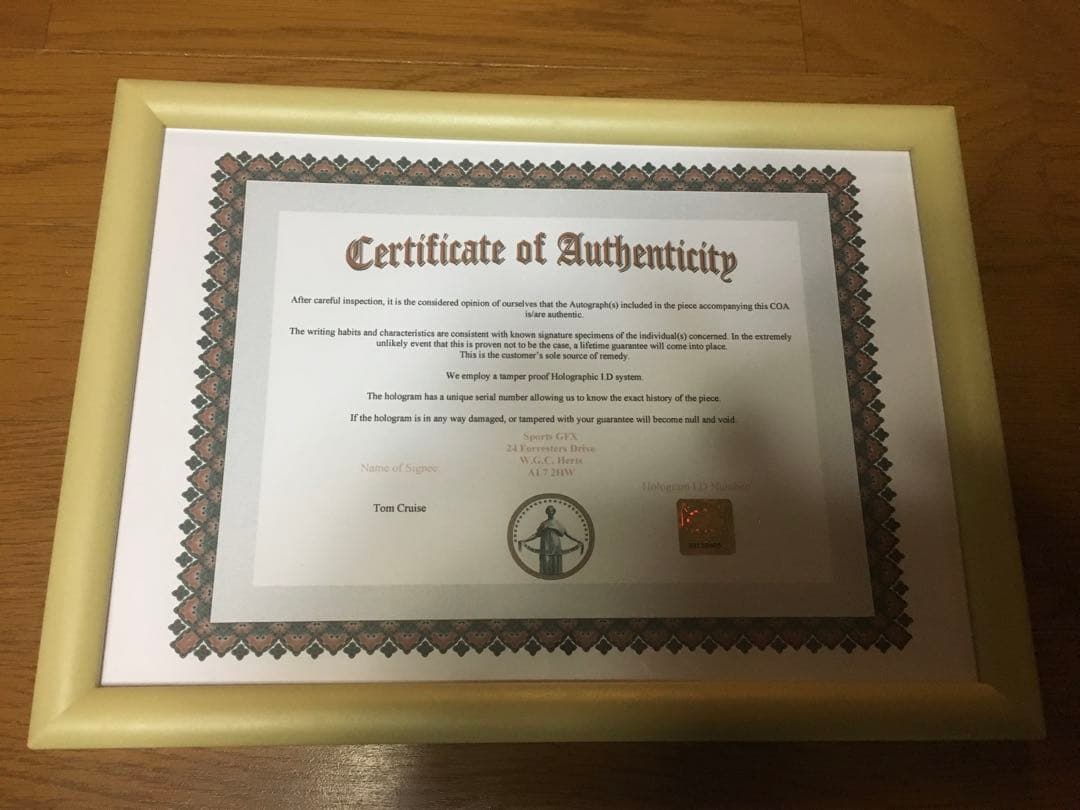 Certificate of Authenticity
After careful inspection, it is the considered opinion of ourselves that the Autograph(s) included in the piece accompanying this COA
is/are authentic.
The writing habits and characteristics are consistent with known signature specimens of the individual(s) concerned. In the extremely
unlikely event that this is proven not to be the case, a lifetime guarantee will come into place.
This is the customer's sole source of remedy.
We employ a tamper proof Holographic I.D system.
The hologram has a unique serial number allowing us to know the exact history of the piece.
If the hologram is in any way damaged, or tampered with your guarantee will become null and void.
Sports GFX
24 Forresters Drive
W.G.C. Herts
AL7 2HW
Name of Signee:
Hologram I.D Number:
Tom Cruise